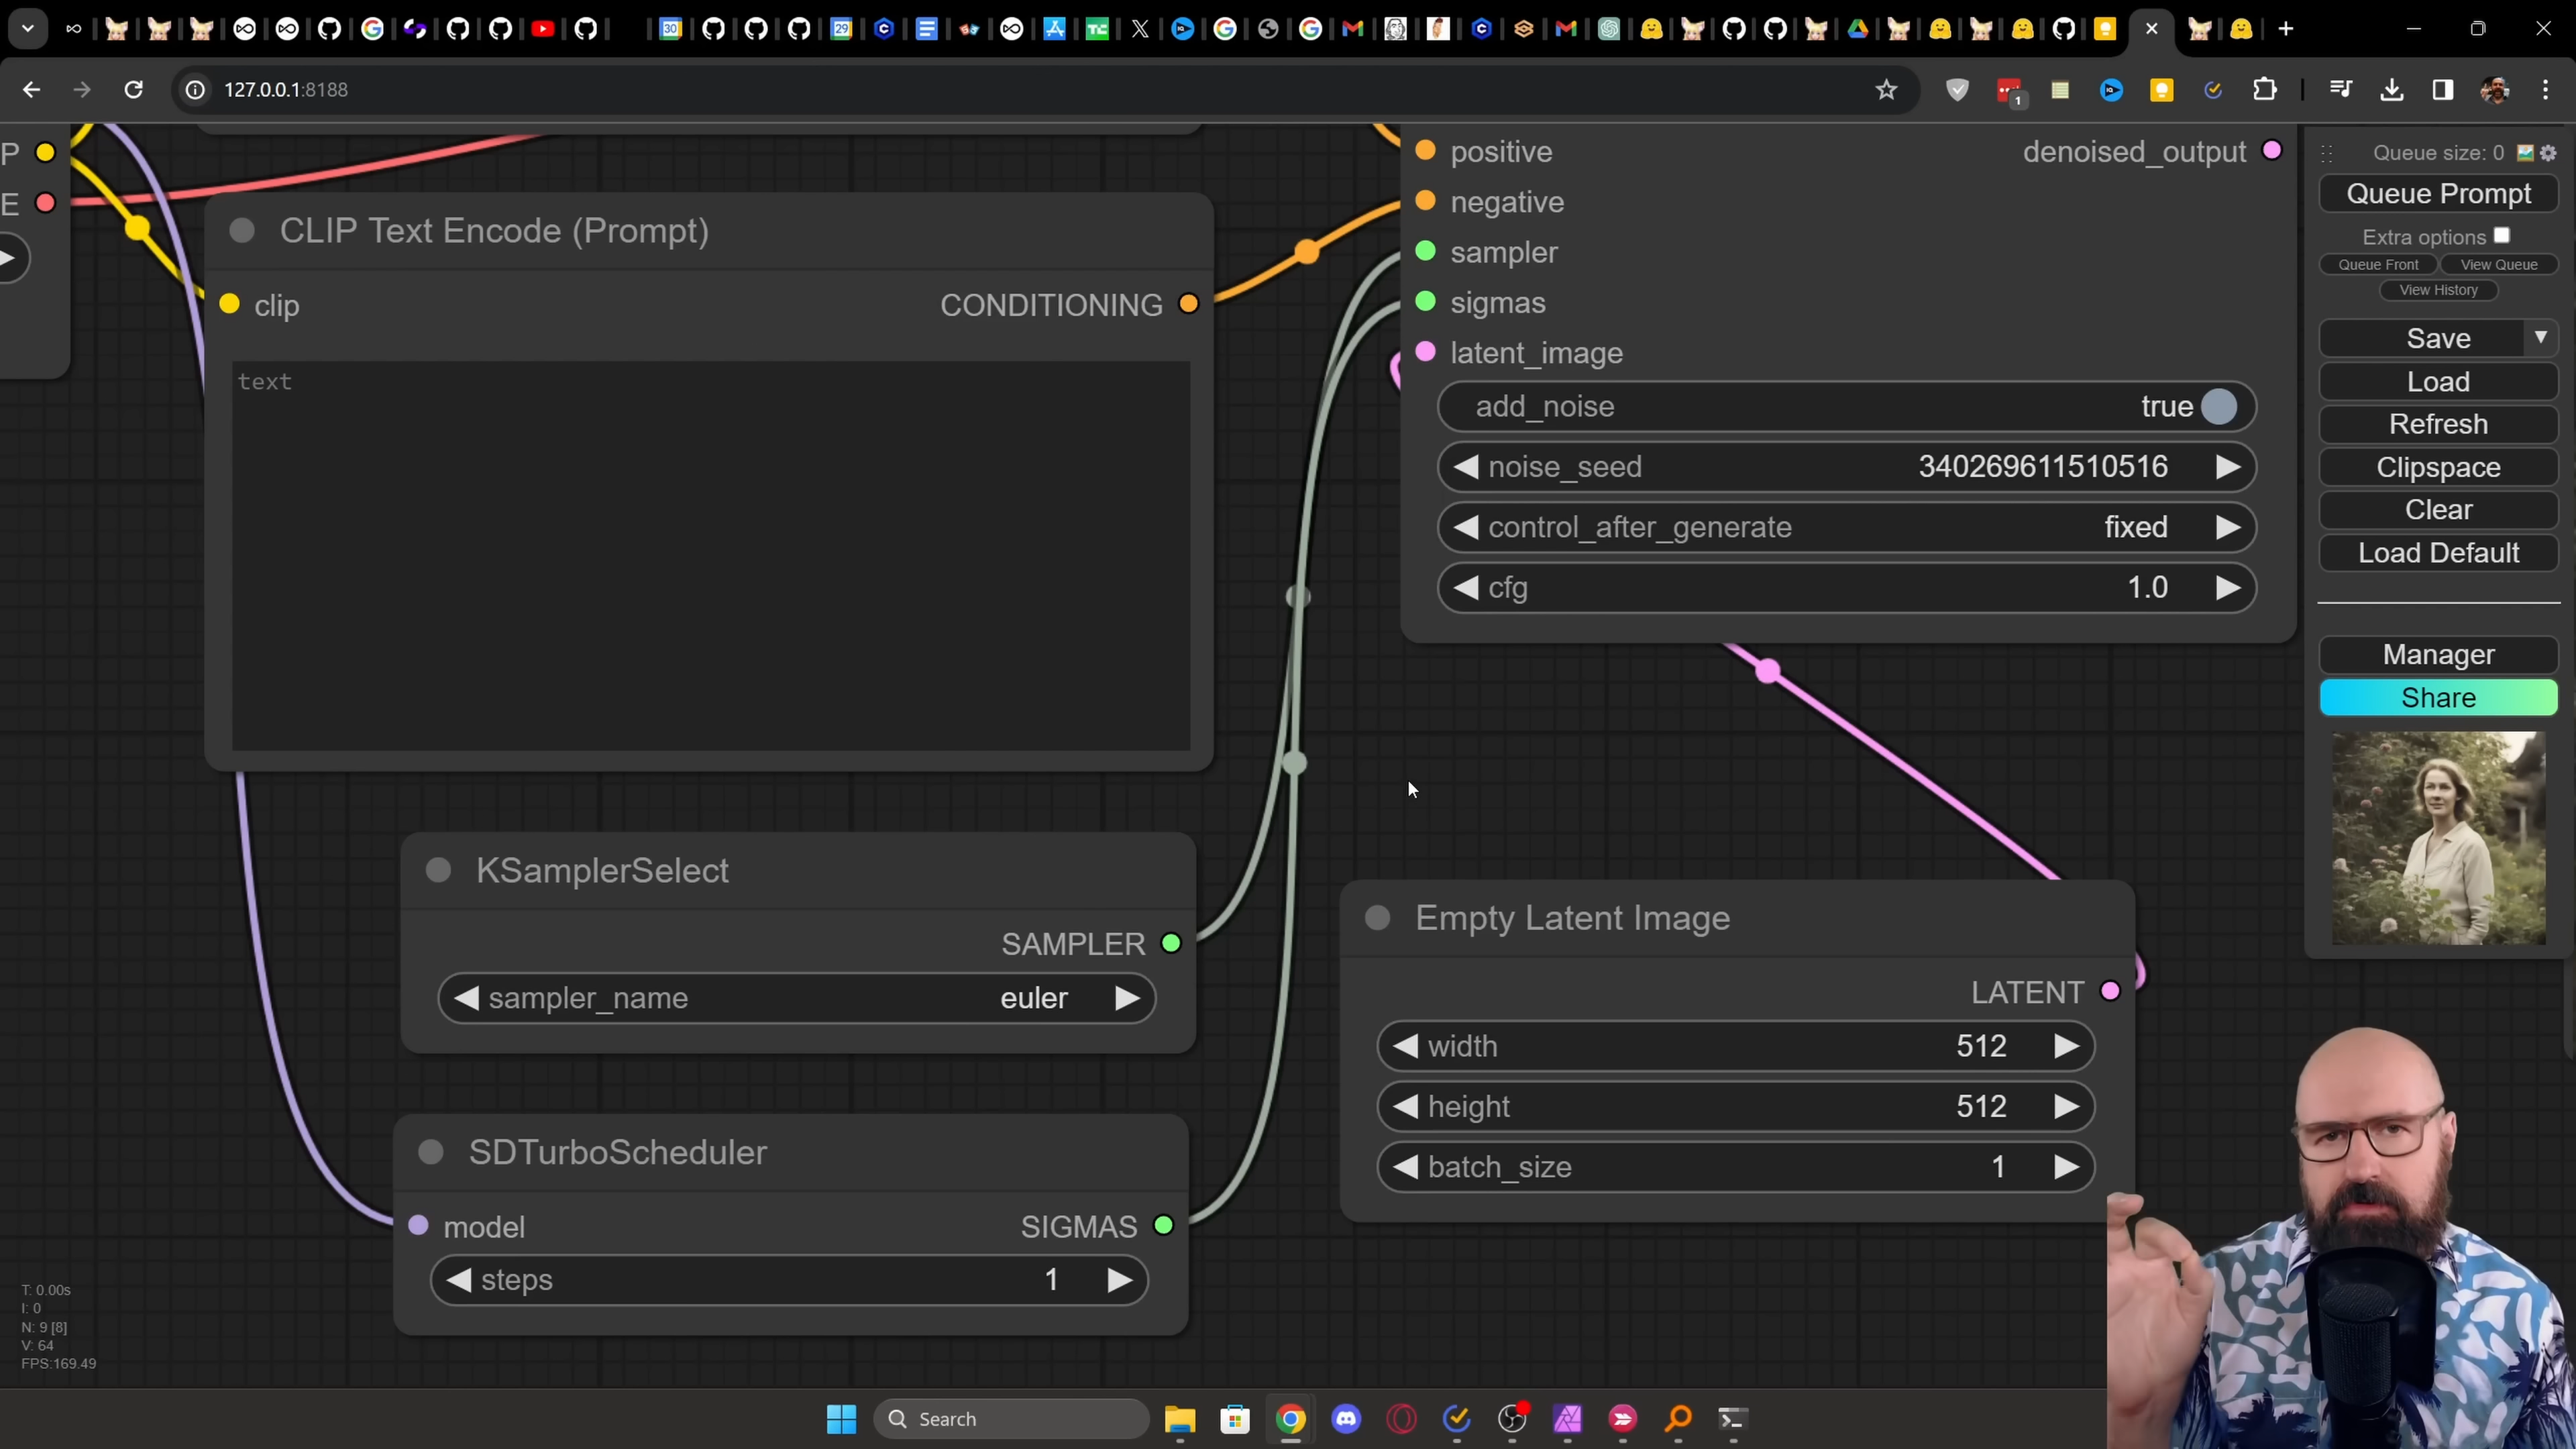 127.0.0.1:8188
P
E
CLIP Text Encode (Prompt)
clip
CONDITIONING
text
KSamplerSelect
SAMPLER
sampler_name
euler
SDTurboScheduler
model
SIGMAS
steps
1
positive
denoised_output
negative
sampler
sigmas
latent_image
add_noise
true
noise_seed
340269611510516
control_after_generate
fixed
cfg
1.0
Empty Latent Image
LATENT
width
512
height
512
batch_size
1
Queue size: 0
Queue Prompt
Extra options
Queue Front
View Queue
View History
Save
Load
Refresh
Clipspace
Clear
Load Default
Manager
Share
T: 0.00s
I: 0
N: 9 [8]
V: 64
FPS:169.49
Search